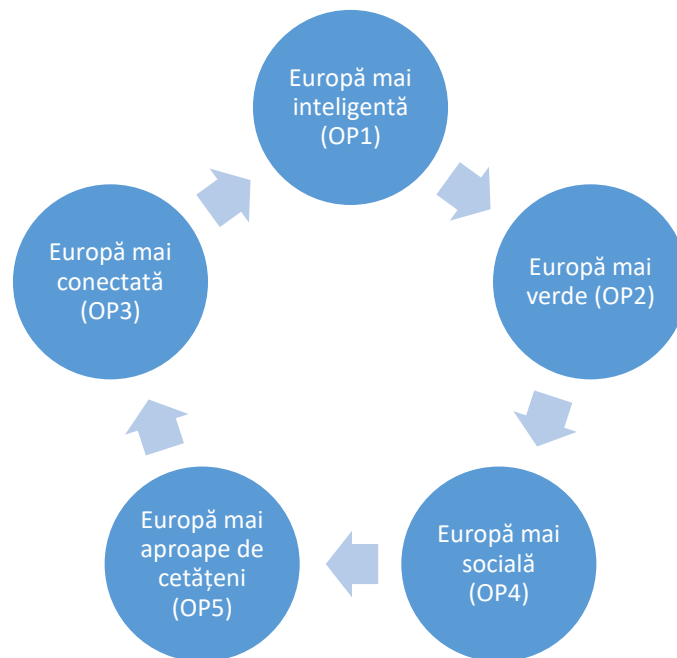 Europă mai
inteligentă
(OP1)
Europă mai
verde (OP2)
Europă mai
socială
(OP4)
Europă mai
aproape de
cetățeni
(OP5)
Europă mai
conectată
(OP3)